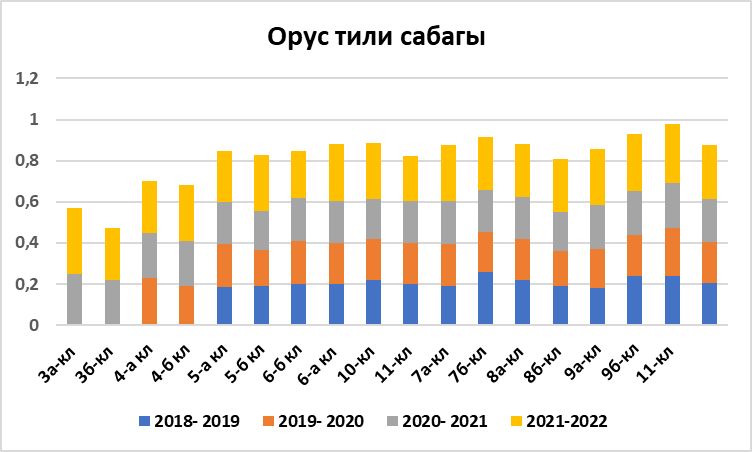 Орус тили сабагы
1,2
1
0,8
0,6
0,4
0,2
0
3а-кл
3б-кл
4-а кл
4-б кл
5-а кл
5-б кл
6-б кл
6-а кл
10-кл
11-кл
7а-кл
7б-кл
8а-кл
8б-кл
9а-кл
9б-кл
11-кл
2018- 2019
2019- 2020
2020- 2021
2021-2022